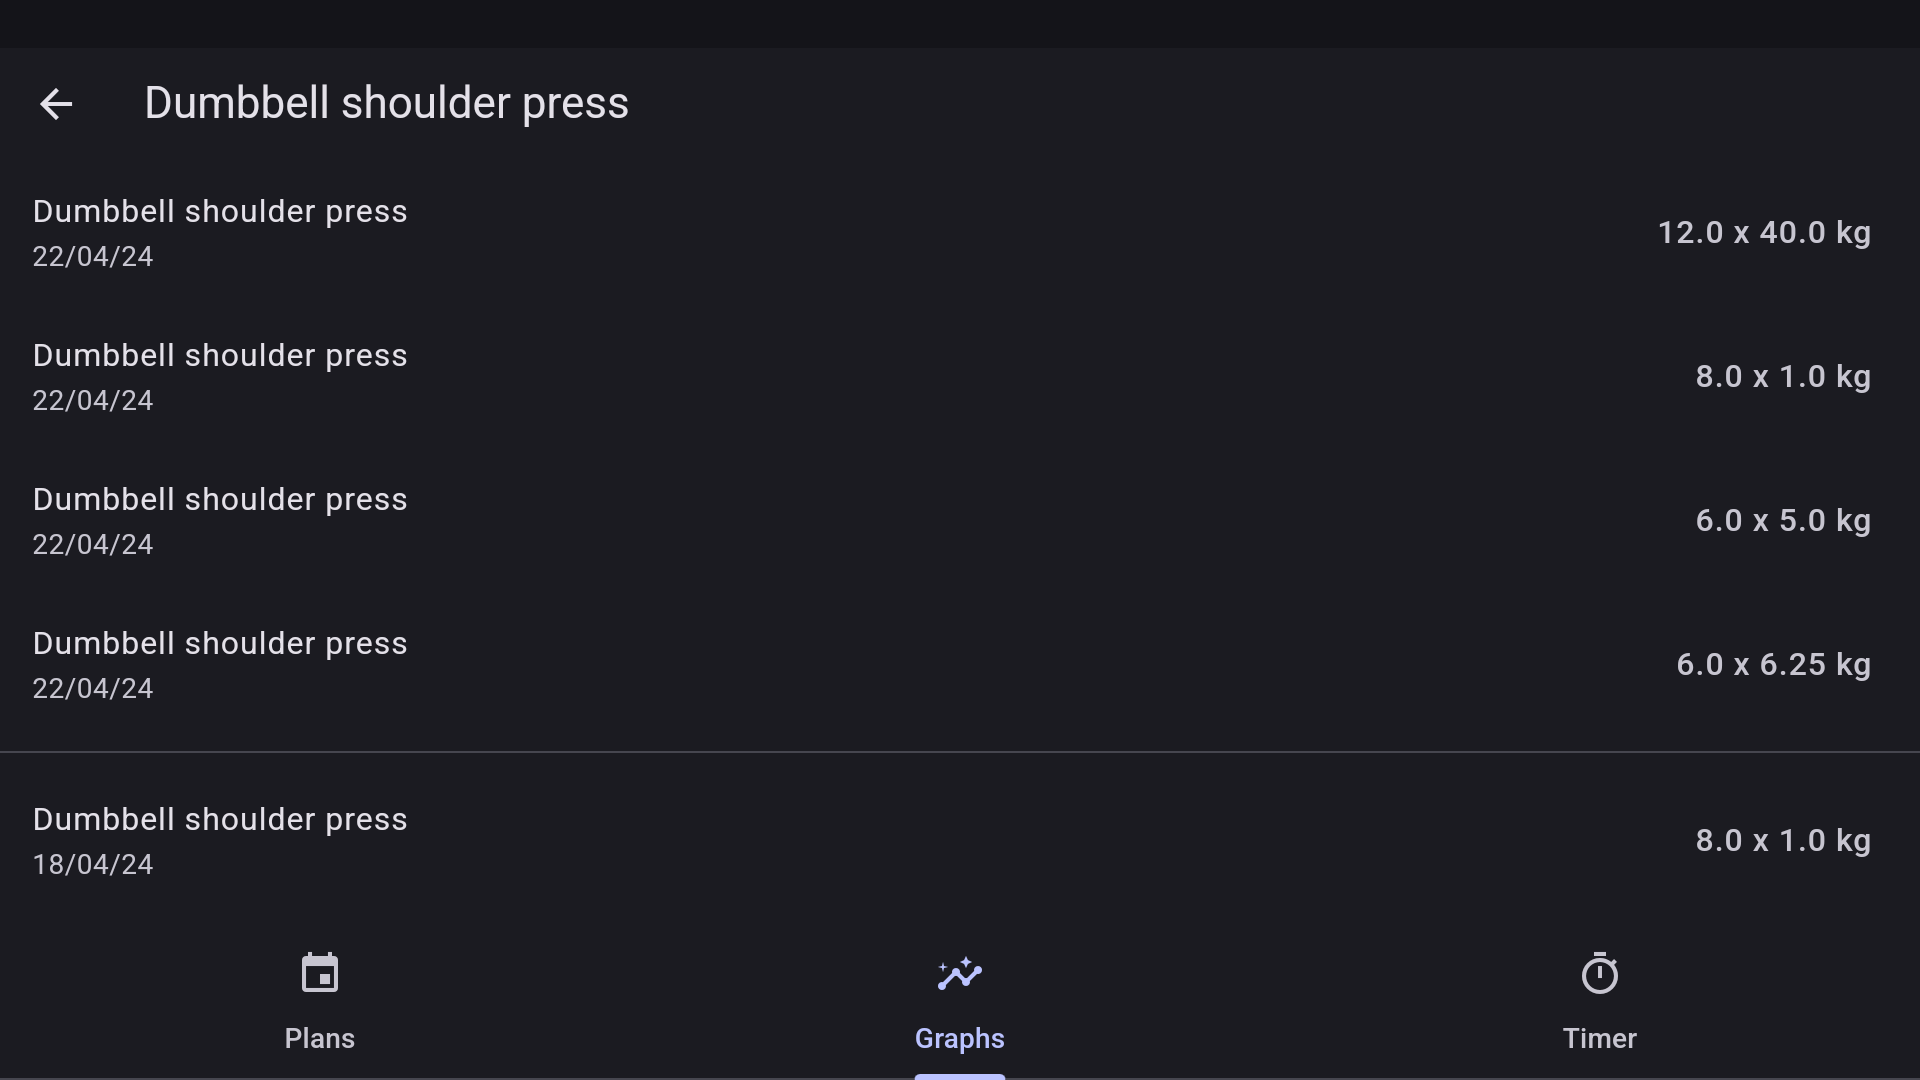 Dumbbell shoulder press
Dumbbell shoulder press
22/04/24
12.0 x 40.0 kg
Dumbbell shoulder press
22/04/24
8.0 x 1.0 kg
Dumbbell shoulder press
22/04/24
6.0 x 5.0 kg
Dumbbell shoulder press
22/04/24
6.0 x 6.25 kg
Dumbbell shoulder press
18/04/24
8.0 x 1.0 kg
Plans
Graphs
Timer